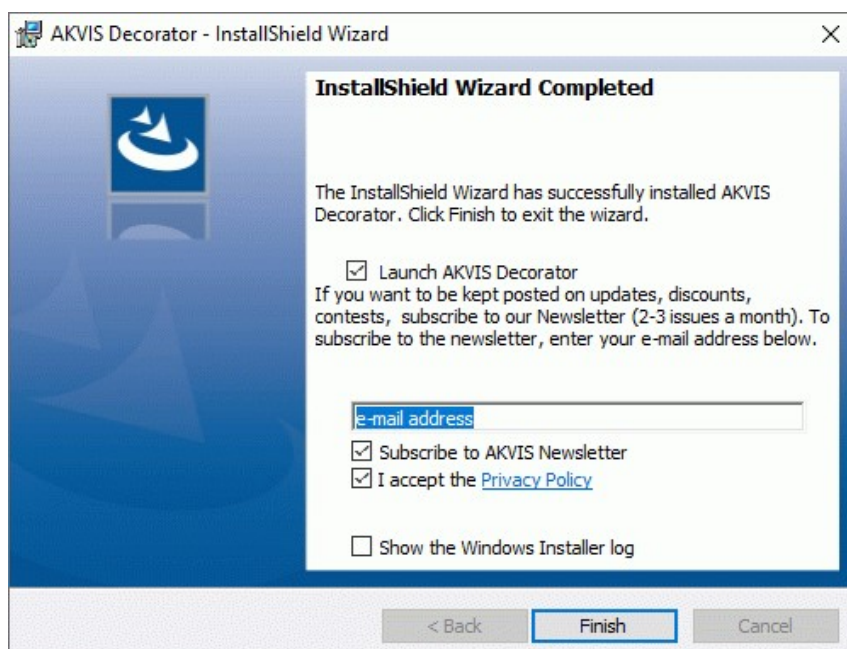 AKVIS Decorator - InstallShield Wizard
InstallShield Wizard Completed
The InstallShield Wizard has successfully installed AKVIS
Decorator. Click Finish to exit the wizard.
Launch AKVIS Decorator
If you want to be kept posted on updates, discounts,
contests,  subscribe to our Newsletter (2-3 issues a month). To
subscribe to the newsletter, enter your e-mail address below.
e-mail address
Subscribe to AKVIS Newsletter
I accept the Privacy Policy
Show the Windows Installer log
< Back
Finish
Cancel